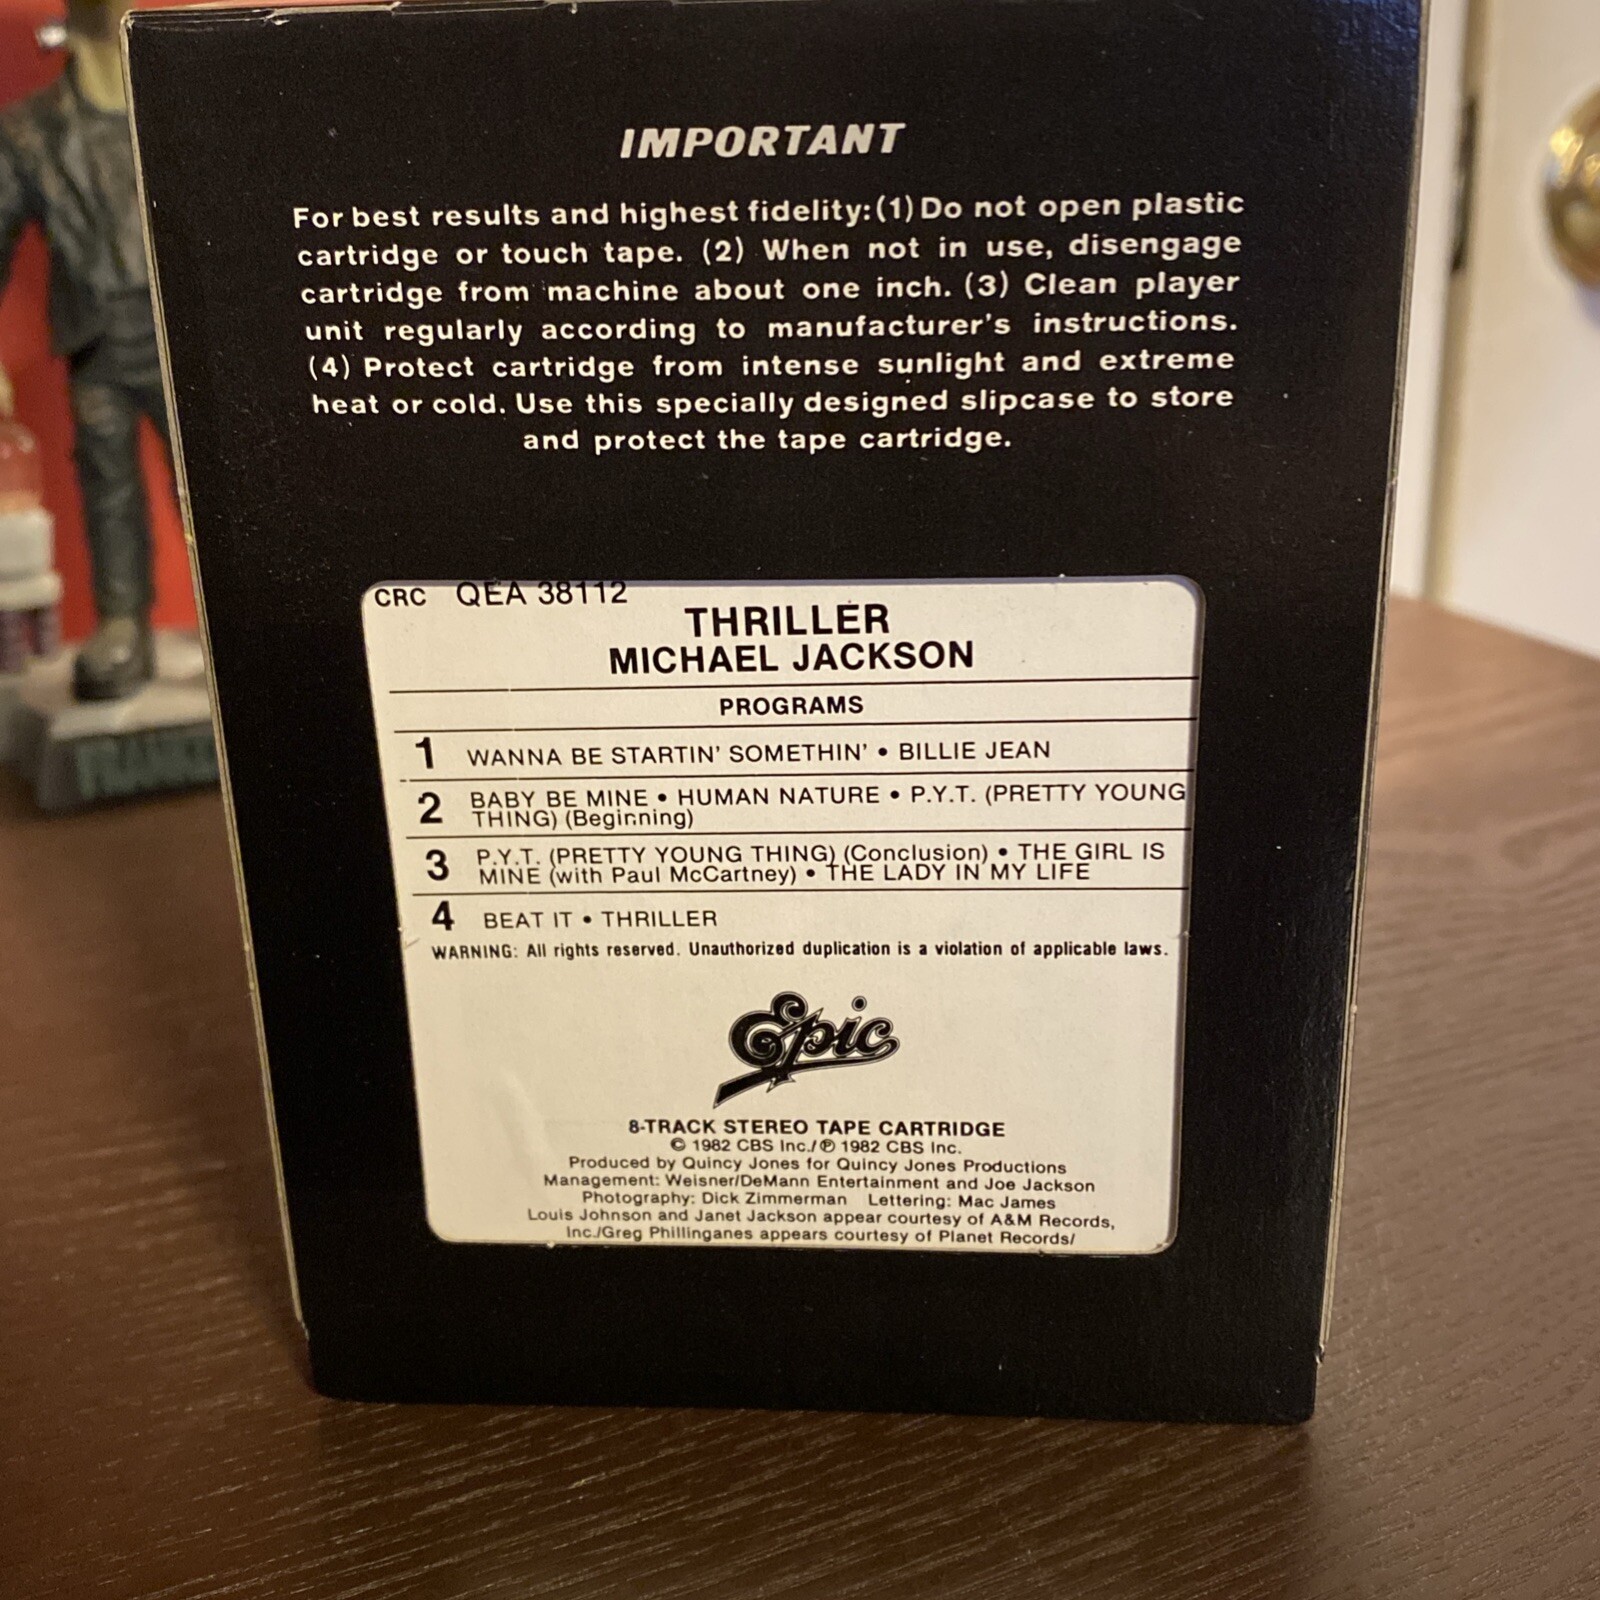 IMPORTANT
For best results and highest fidelity: (1) Do not open plastic
cartridge or touch tape. (2) When not in use, disengage
cartridge from machine about one inch. (3) Clean player
unit regularly according to manufacturer's instructions.
(4) Protect cartridge from intense sunlight and extreme
heat or cold. Use this specially designed slipcase to store
and protect the tape cartridge.
CRC QEA 38112
THRILLER
MICHAEL JACKSON
PROGRAMS
1 WANNA BE STARTIN' SOMETHIN' • BILLIE JEAN
2 BABY BE MINE • HUMAN NATURE • P.Y.T. (PRETTY YOUNG
THING) (Beginning)
3 P.Y.T. (PRETTY YOUNG THING) (Conclusion) • THE GIRL IS
MINE (with Paul McCartney) • THE LADY IN MY LIFE
4 BEAT IT • THRILLER
WARNING: All rights reserved. Unauthorized duplication is a violation of applicable laws.
Epic
8-TRACK STEREO TAPE CARTRIDGE
© 1982 CBS Inc./℗ 1982 CBS Inc.
Produced by Quincy Jones for Quincy Jones Productions
Management: Weisner/DeMann Entertainment and Joe Jackson
Photography: Dick Zimmerman Lettering: Mac James
Louis Johnson and Janet Jackson appear courtesy of A&M Records,
Inc./Greg Phillinganes appears courtesy of Planet Records/